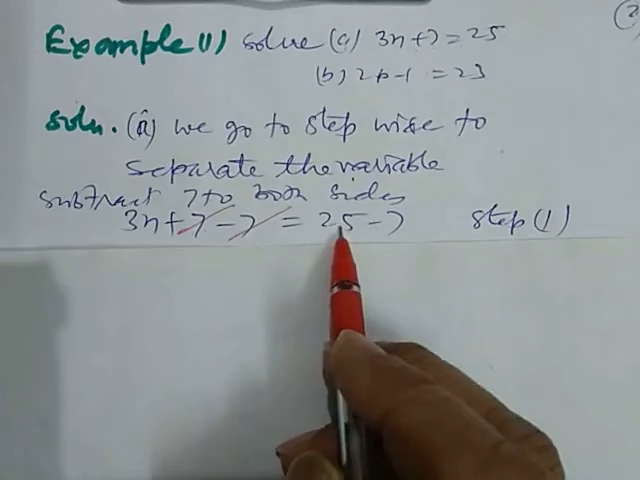 Example(1) solve (a) 3n+7=25
(b) 2p-1 =23
soln. (a) we go to step wise to
separate the variable
subtract 7 to both sides
3n+7-7 = 25-7 step(1)